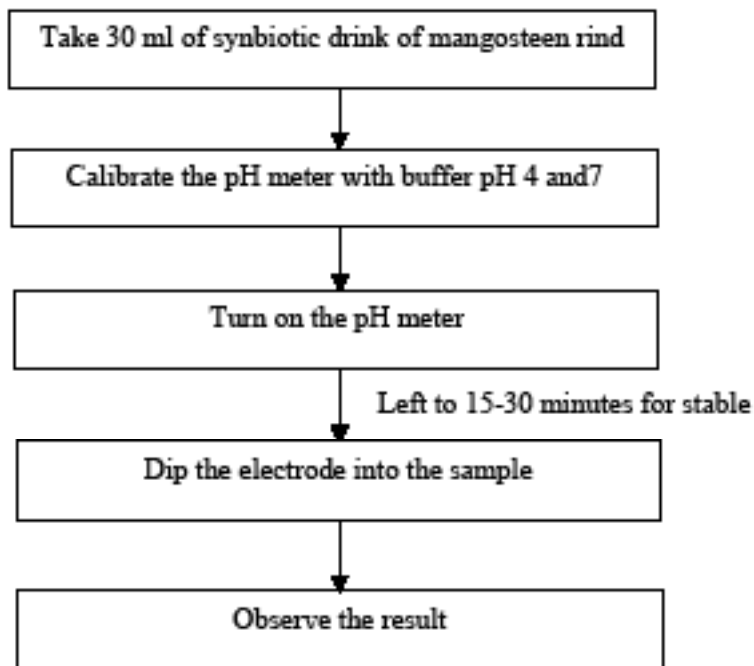 Take 30 ml of synbiotic drink of mangosteen rind
Calibrate the pH meter with buffer pH 4 and7
Turn on the pH meter
Left to 15-30 minutes for stable
Dip the electrode into the sample
Observe the result